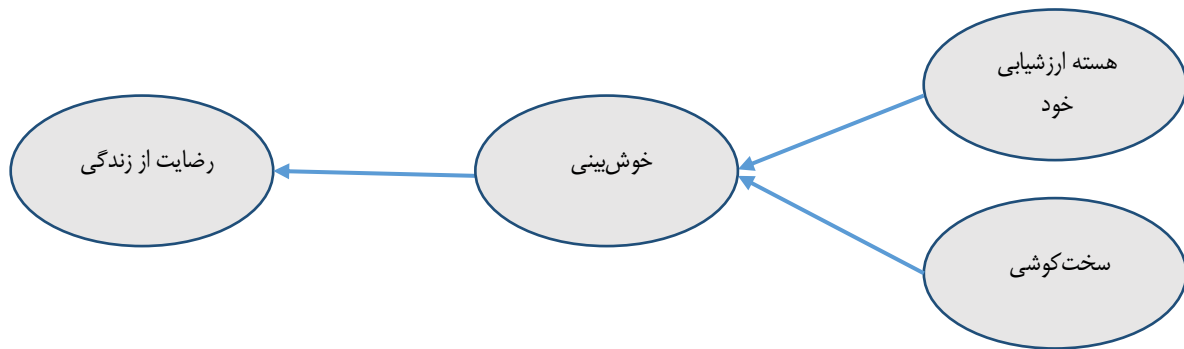 هسته ارزشیابی
خود
سخت‌کوشی
خوش‌بینی
رضایت از زندگی